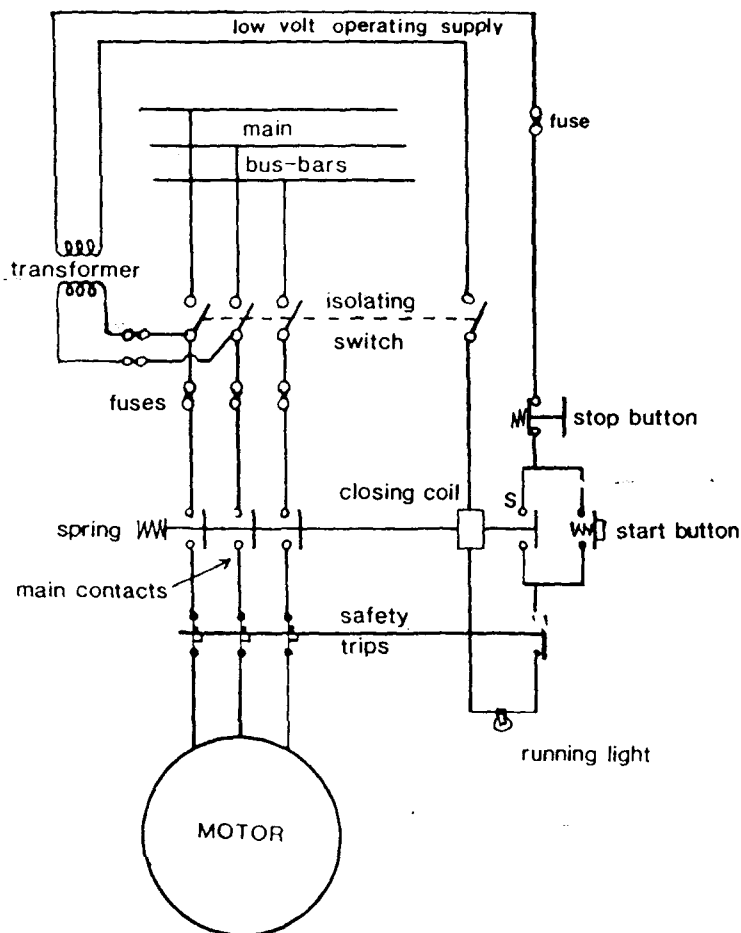 low volt operating supply
fuse
main
bus-bars
transformer
isolating
switch
fuses
stop button
closing coil
S
spring
start button
main contacts
safety
trips
running light
MOTOR